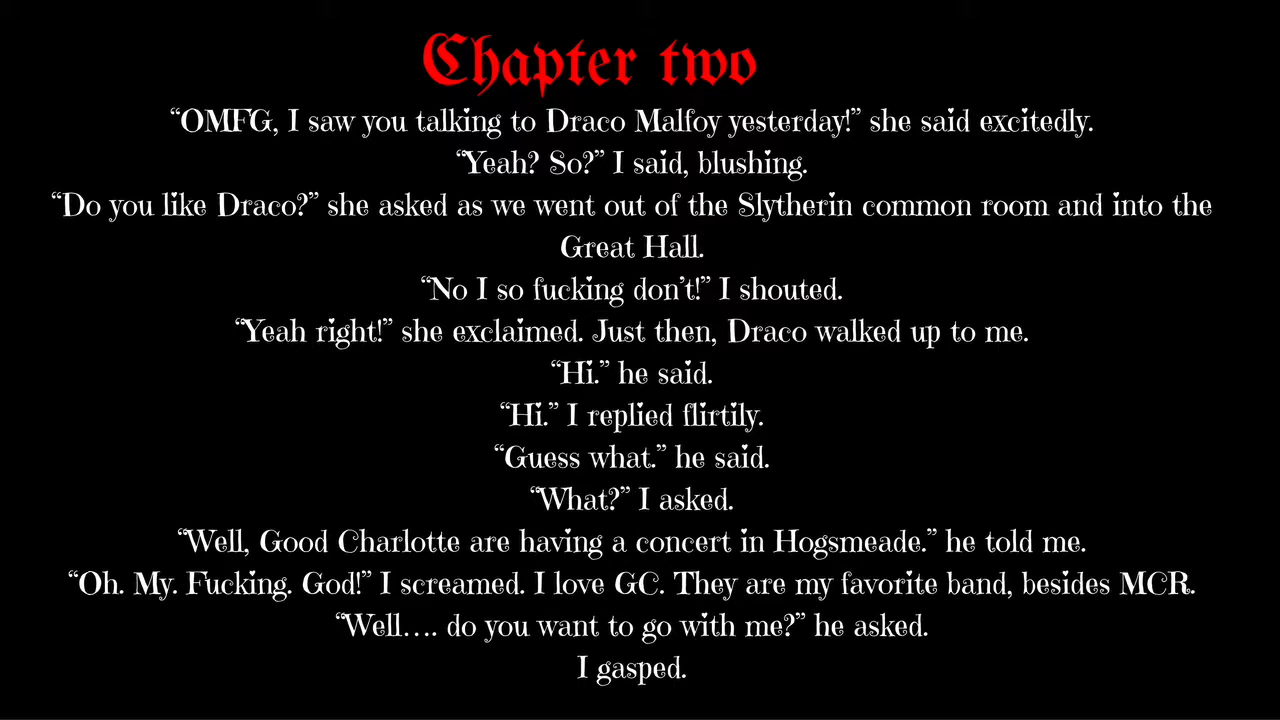 Chapter two
“OMFG, I saw you talking to Draco Malfoy yesterday!” she said excitedly.
“Yeah? So?” I said, blushing.
“Do you like Draco?” she asked as we went out of the Slytherin common room and into the
Great Hall.
“No I so fucking don’t!” I shouted.
“Yeah right!” she exclaimed. Just then, Draco walked up to me.
“Hi.” he said.
“Hi.” I replied flirtily.
“Guess what.” he said.
“What?” I asked.
“Well, Good Charlotte are having a concert in Hogsmeade.” he told me.
“Oh. My. Fucking. God!” I screamed. I love GC. They are my favorite band, besides MCR.
“Well…. do you want to go with me?” he asked.
I gasped.